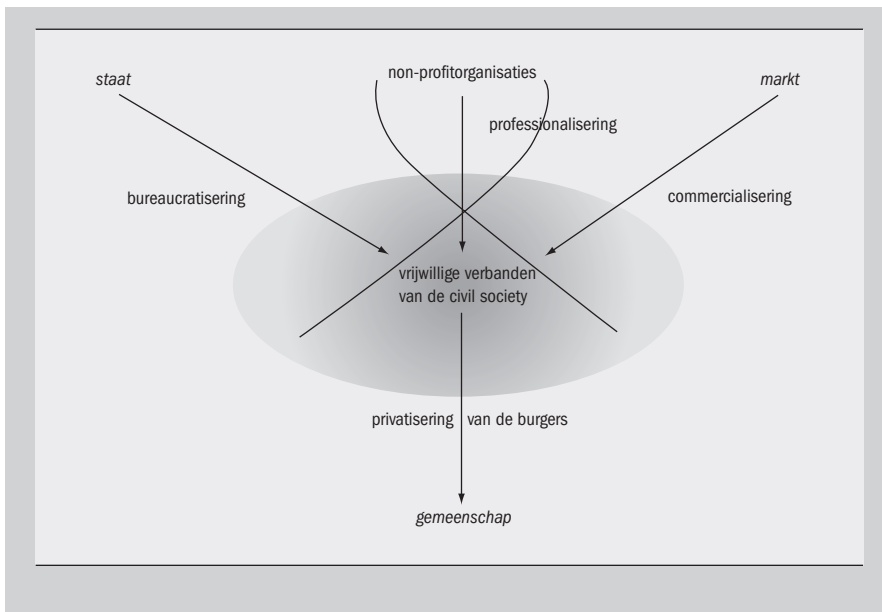 staat
non-profitorganisaties
markt
professionalisering
bureaucratisering
commercialisering
vrijwillige verbanden
van de civil society
privatisering van de burgers
gemeenschap